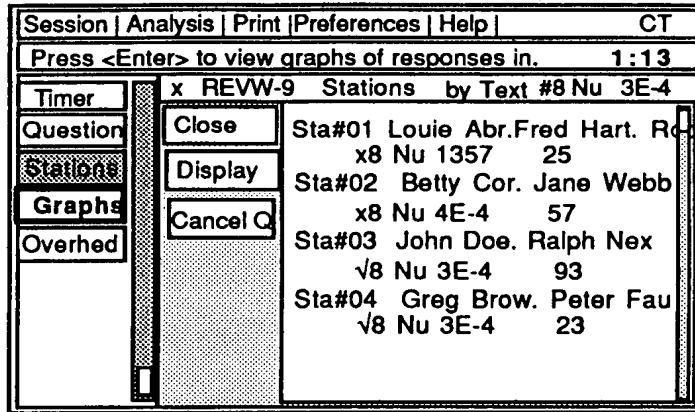 Session | Analysis | Print |Preferences | Help | CT
Press <Enter> to view graphs of responses in. 1:13
Timer
Question
Stations
Graphs
Overhed
x REVW-9 Stations by Text #8 Nu 3E-4
Close
Display
Cancel Q
Sta#01 Louie Abr.Fred Hart.
x8 Nu 1357 25
Sta#02 Betty Cor. Jane Webb
x8 Nu 4E-4 57
Sta#03 John Doe. Ralph Nex
√8 Nu 3E-4 93
Sta#04 Greg Brow. Peter Fau
√8 Nu 3E-4 23